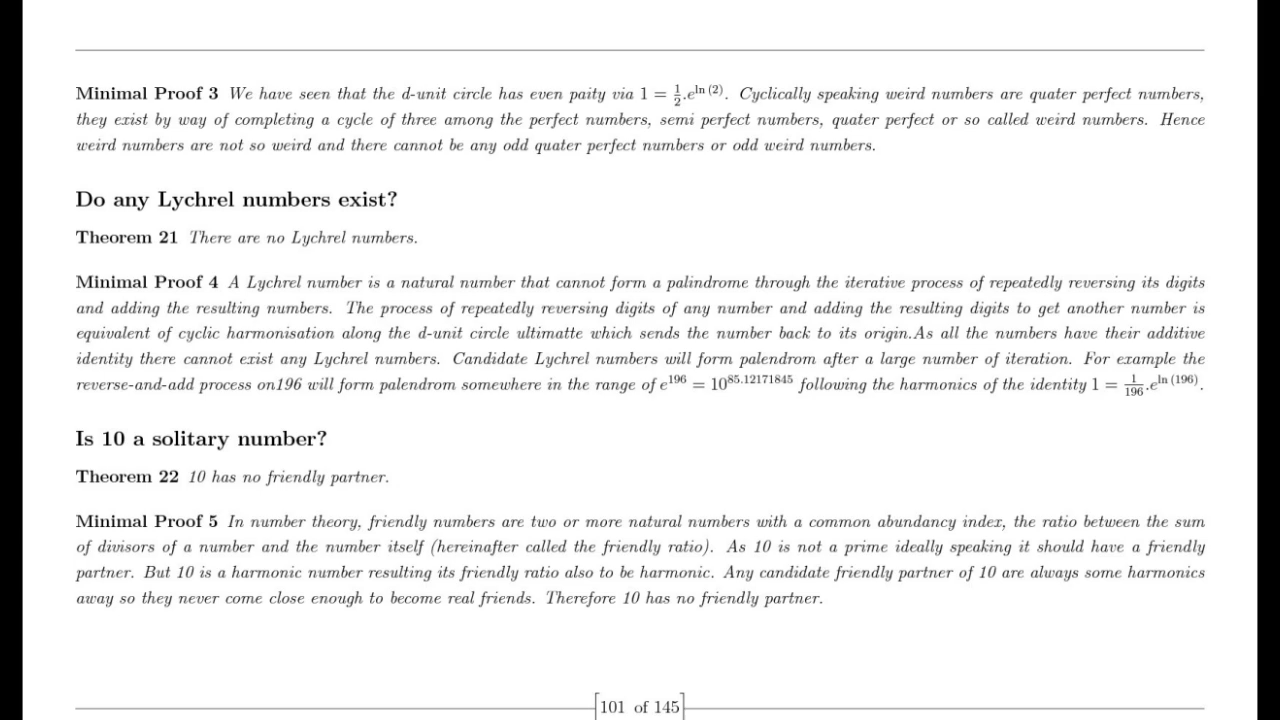 Minimal Proof 3 We have seen that the d-unit circle has even paity via 1 = 1/2.e^ln (2). Cyclically speaking weird numbers are quater perfect numbers,
they exist by way of completing a cycle of three among the perfect numbers, semi perfect numbers, quater perfect or so called weird numbers. Hence
weird numbers are not so weird and there cannot be any odd quater perfect numbers or odd weird numbers.
Do any Lychrel numbers exist?
Theorem 21 There are no Lychrel numbers.
Minimal Proof 4 A Lychrel number is a natural number that cannot form a palindrome through the iterative process of repeatedly reversing its digits
and adding the resulting numbers. The process of repeatedly reversing digits of any number and adding the resulting digits to get another number is
equivalent of cyclic harmonisation along the d-unit circle ultimatte which sends the number back to its origin.As all the numbers have their additive
identity there cannot exist any Lychrel numbers. Candidate Lychrel numbers will form palendrom after a large number of iteration. For example the
reverse-and-add process on196 will form palendrom somewhere in the range of e^196 = 10^85.12171845 following the harmonics of the identity 1 = 1/196.e^ln (196).
Is 10 a solitary number?
Theorem 22 10 has no friendly partner.
Minimal Proof 5 In number theory, friendly numbers are two or more natural numbers with a common abundancy index, the ratio between the sum
of divisors of a number and the number itself (hereinafter called the friendly ratio). As 10 is not a prime ideally speaking it should have a friendly
partner. But 10 is a harmonic number resulting its friendly ratio also to be harmonic. Any candidate friendly partner of 10 are always some harmonics
away so they never come close enough to become real friends. Therefore 10 has no friendly partner.
101 of 145